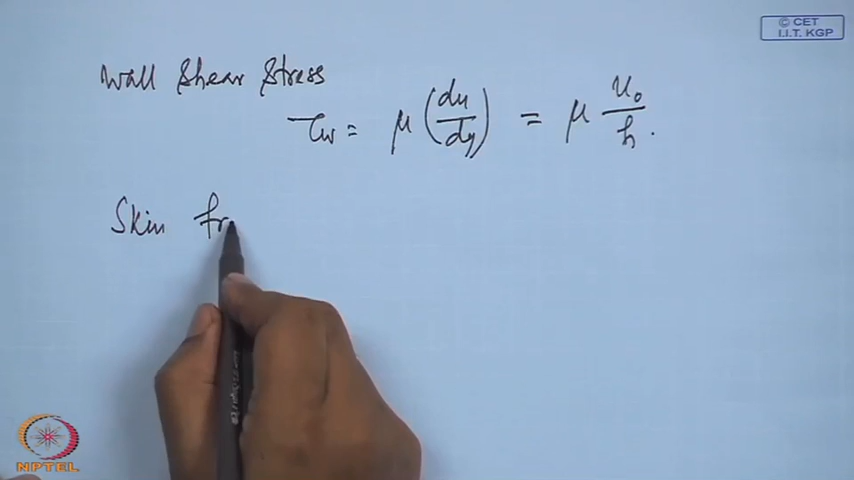 © CET
I.I.T. KGP
Wall Shear Stress
τw = μ (du/dy) = μ u₀/h.
Skin fr
NPTEL